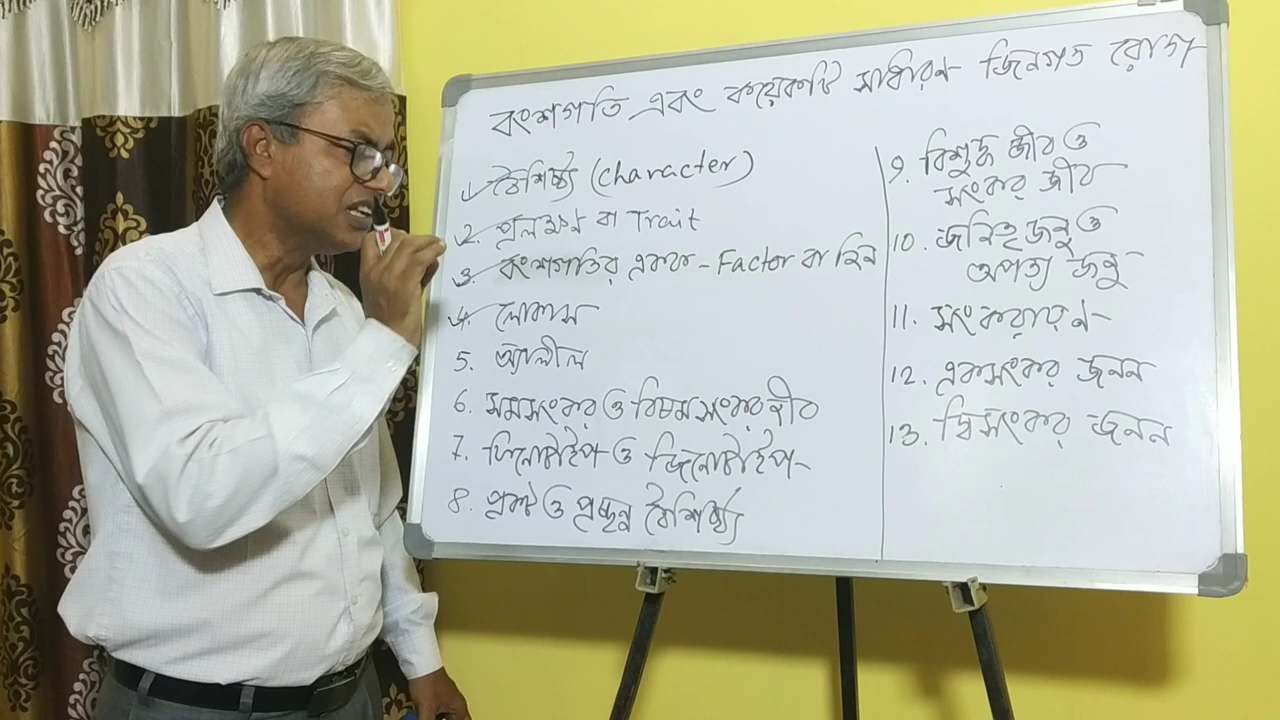 বংশগতি এবং কয়েকটি সাধারন জিনগত রোগ
1. বৈশিষ্ট্য (Character)
2. প্রলক্ষণ বা Trait
3. বংশগতির একক - Factor বা জিন
4. লোকাস
5. অ্যালীল
6. সমসংকর ও বিষমসংকর জীব
7. ফিনোটাইপ ও জিনোটাইপ
8. প্রকট ও প্রচ্ছন্ন বৈশিষ্ট্য
9. বিশুদ্ধ জীব ও
সংকর জীব
10. জনিতৃ জনু ও
অপত্য জনু
11. সংকরায়ন
12. একসংকর জনন
13. দ্বিসংকর জনন